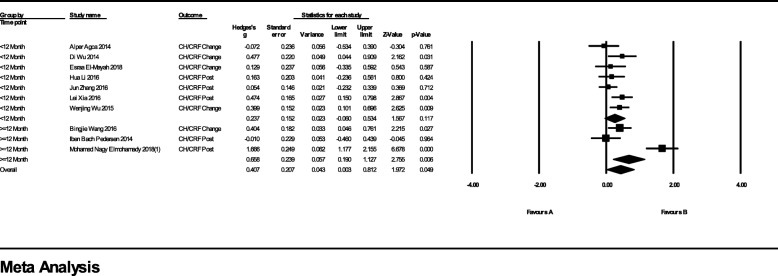 Group by Study name Outcome Statistics for each study
Time point
Hedges's g Standard error Variance Lower limit Upper limit Z-Value p-Value
<12 Month Alper Agca 2014 CH/CRF Change -0.072 0.236 0.056 -0.534 0.390 -0.304 0.761
<12 Month Di Wu 2014 CH/CRF Change 0.477 0.220 0.049 0.044 0.909 2.162 0.031
<12 Month Esraa El-Mayah 2018 CH/CRF Change 0.129 0.237 0.056 -0.335 0.592 0.543 0.587
<12 Month Hua Li 2016 CH/CRF Post 0.163 0.203 0.041 -0.236 0.561 0.800 0.424
<12 Month Jun Zhang 2016 CH/CRF Post 0.054 0.146 0.021 -0.232 0.339 0.369 0.712
<12 Month Lei Xia 2016 CH/CRF Post 0.474 0.165 0.027 0.150 0.798 2.867 0.004
<12 Month Wenjing Wu 2015 CH/CRF Change 0.399 0.152 0.023 0.101 0.696 2.625 0.009
<12 Month 0.237 0.152 0.023 -0.060 0.534 1.567 0.117
>=12 Month Bingjie Wang 2016 CH/CRF Change 0.404 0.182 0.033 0.046 0.761 2.215 0.027
>=12 Month Iben Bach Pedersen 2014 CH/CRF Post -0.010 0.229 0.053 -0.460 0.439 -0.045 0.964
>=12 Month Mohamed Nagy Elmohamady 2018(1) CH/CRF Post 1.666 0.249 0.062 1.177 2.155 6.678 0.000
>=12 Month 0.658 0.239 0.057 0.190 1.127 2.755 0.006
Overall 0.407 0.207 0.043 0.003 0.812 1.972 0.049
-4.00 -2.00 0.00 2.00 4.00
Favours A Favours B
Meta Analysis